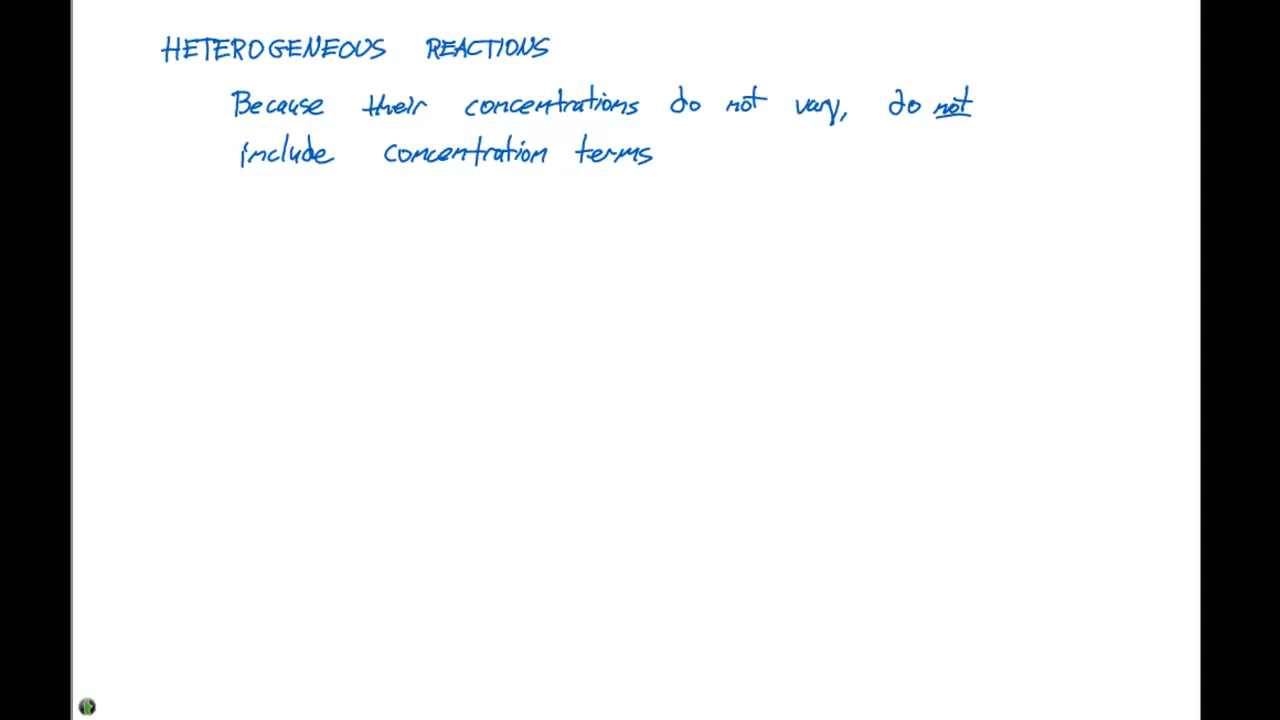 HETEROGENEOUS REACTIONS
Because their concentrations do not vary, do not
include concentration terms